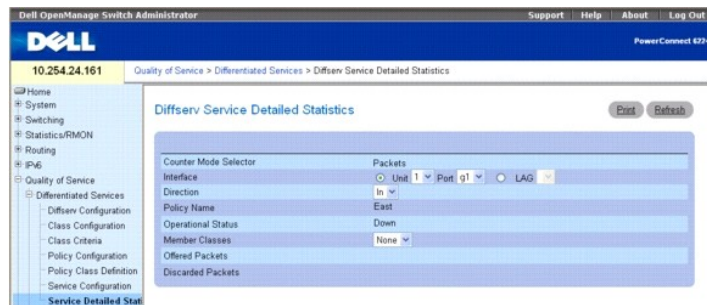 Dell OpenManage Switch Administrator
Support Help About Log Out
DELL
PowerConnect 622
10.254.24.161
Quality of Service > Differentiated Services > Diffserv Service Detailed Statistics
Home
System
Switching
Statistics/RMON
Routing
IPv6
Quality of Service
Differentiated Services
Diffserv Configuration
Class Configuration
Class Criteria
Policy Configuration
Policy Class Definition
Service Configuration
Service Detailed Stati
Diffserv Service Detailed Statistics
Print Refresh
Counter Mode Selector Packets
Interface Unit 1 Port g1 LAG
Direction In
Policy Name East
Operational Status Down
Member Classes None
Offered Packets
Discarded Packets